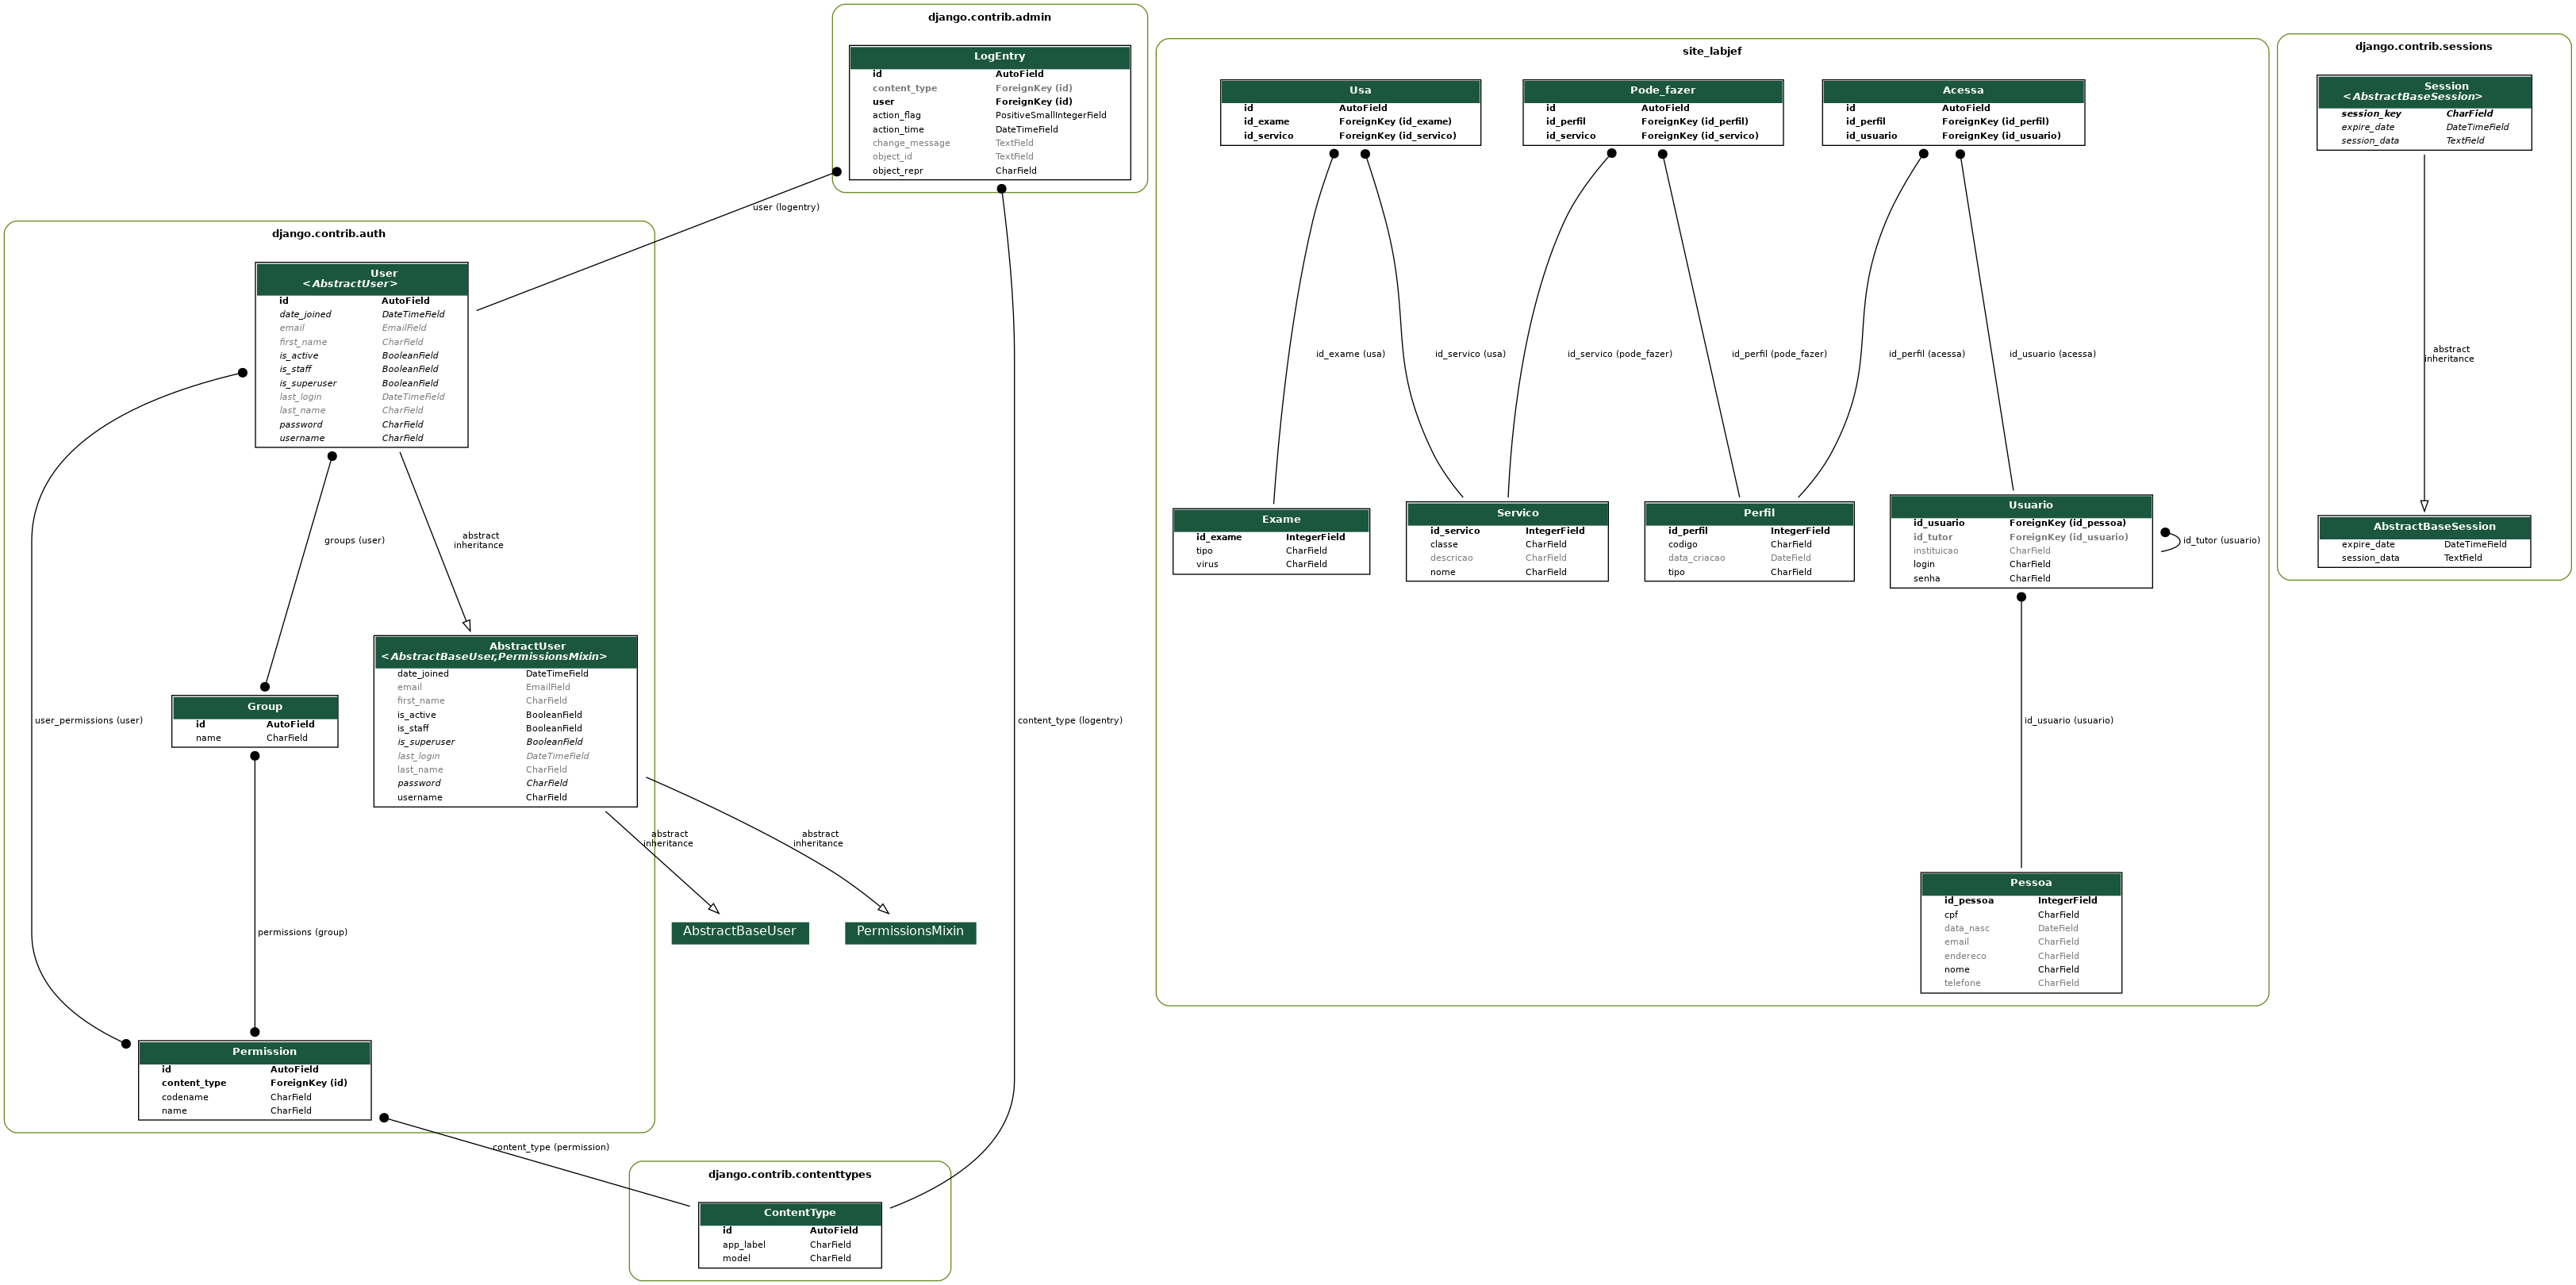 django.contrib.admin
LogEntry
id AutoField
content_type ForeignKey (id)
user ForeignKey (id)
action_flag PositiveSmallIntegerField
action_time DateTimeField
change_message TextField
object_id TextField
object_repr CharField
user (logentry)
content_type (logentry)
django.contrib.auth
User
<AbstractUser>
id AutoField
date_joined DateTimeField
email EmailField
first_name CharField
is_active BooleanField
is_staff BooleanField
is_superuser BooleanField
last_login DateTimeField
last_name CharField
password CharField
username CharField
groups (user)
abstract
inheritance
user_permissions (user)
Group
id AutoField
name CharField
AbstractUser
<AbstractBaseUser,PermissionsMixin>
date_joined DateTimeField
email EmailField
first_name CharField
is_active BooleanField
is_staff BooleanField
is_superuser BooleanField
last_login DateTimeField
last_name CharField
password CharField
username CharField
abstract
inheritance
abstract
inheritance
AbstractBaseUser
PermissionsMixin
permissions (group)
Permission
id AutoField
content_type ForeignKey (id)
codename CharField
name CharField
content_type (permission)
django.contrib.contenttypes
ContentType
id AutoField
app_label CharField
model CharField
site_labjef
Usa
id AutoField
id_exame ForeignKey (id_exame)
id_servico ForeignKey (id_servico)
Pode_fazer
id AutoField
id_perfil ForeignKey (id_perfil)
id_servico ForeignKey (id_servico)
Acessa
id AutoField
id_perfil ForeignKey (id_perfil)
id_usuario ForeignKey (id_usuario)
id_exame (usa)
id_servico (usa)
id_servico (pode_fazer)
id_perfil (pode_fazer)
id_perfil (acessa)
id_usuario (acessa)
Exame
id_exame IntegerField
tipo CharField
virus CharField
Servico
id_servico IntegerField
classe CharField
descricao CharField
nome CharField
Perfil
id_perfil IntegerField
codigo CharField
data_criacao DateField
tipo CharField
Usuario
id_usuario ForeignKey (id_pessoa)
id_tutor ForeignKey (id_usuario)
instituicao CharField
login CharField
senha CharField
id_tutor (usuario)
id_usuario (usuario)
Pessoa
id_pessoa IntegerField
cpf CharField
data_nasc DateField
email CharField
endereco CharField
nome CharField
telefone CharField
django.contrib.sessions
Session
<AbstractBaseSession>
session_key CharField
expire_date DateTimeField
session_data TextField
abstract
inheritance
AbstractBaseSession
expire_date DateTimeField
session_data TextField